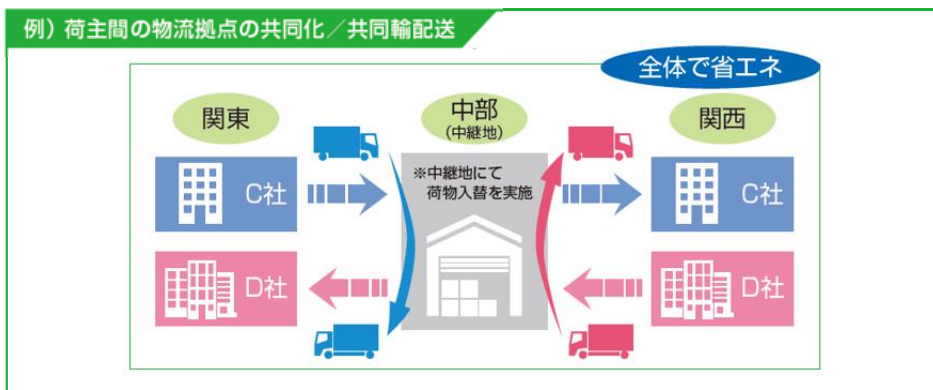 例）荷主間の物流拠点の共同化／共同輸配送
全体で省エネ
関東
中部
(中継地)
関西
※中継地にて
荷物入替を実施
C社
C社
D社
D社